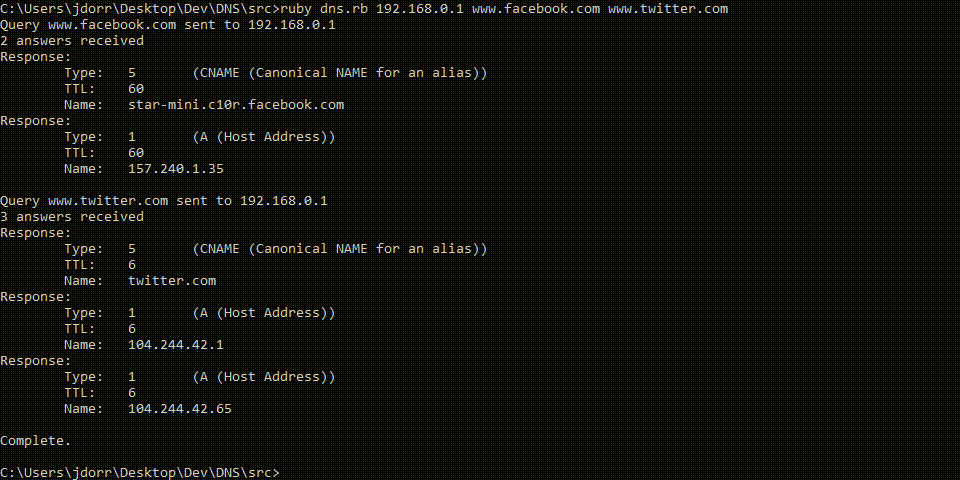 C:\Users\jdorr\Desktop\Dev\DNS\src>ruby dns.rb 192.168.0.1 www.facebook.com www.twitter.com
Query www.facebook.com sent to 192.168.0.1
2 answers received
Response:
Type: 5 (CNAME (Canonical NAME for an alias))
TTL: 60
Name: star-mini.c10r.facebook.com
Response:
Type: 1 (A (Host Address))
TTL: 60
Name: 157.240.1.35
Query www.twitter.com sent to 192.168.0.1
3 answers received
Response:
Type: 5 (CNAME (Canonical NAME for an alias))
TTL: 6
Name: twitter.com
Response:
Type: 1 (A (Host Address))
TTL: 6
Name: 104.244.42.1
Response:
Type: 1 (A (Host Address))
TTL: 6
Name: 104.244.42.65
Complete.
C:\Users\jdorr\Desktop\Dev\DNS\src>